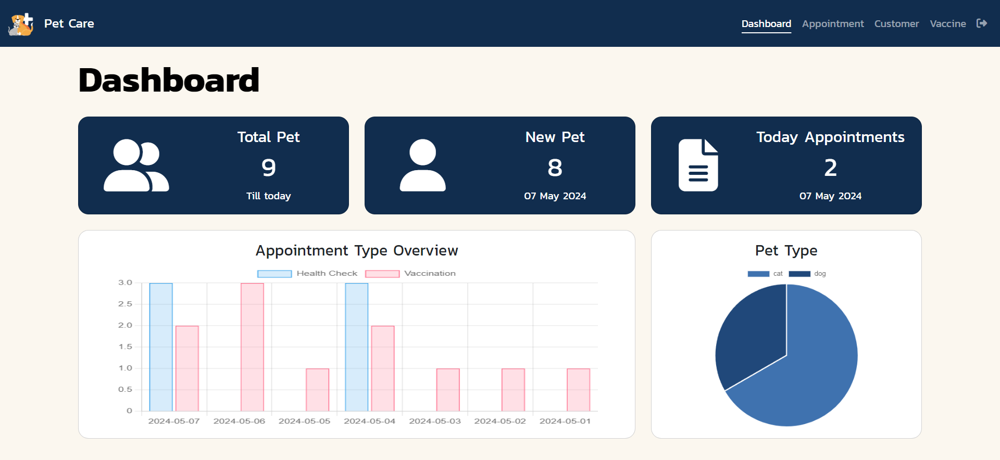 Pet Care
Dashboard Appointment Customer Vaccine
Dashboard
Total Pet
9
Till today
New Pet
8
07 May 2024
Today Appointments
2
07 May 2024
Appointment Type Overview
Health Check Vaccination
3.0
2.5
2.0
1.5
1.0
0.5
0
2024-05-07 2024-05-06 2024-05-05 2024-05-04 2024-05-03 2024-05-02 2024-05-01
Pet Type
cat dog